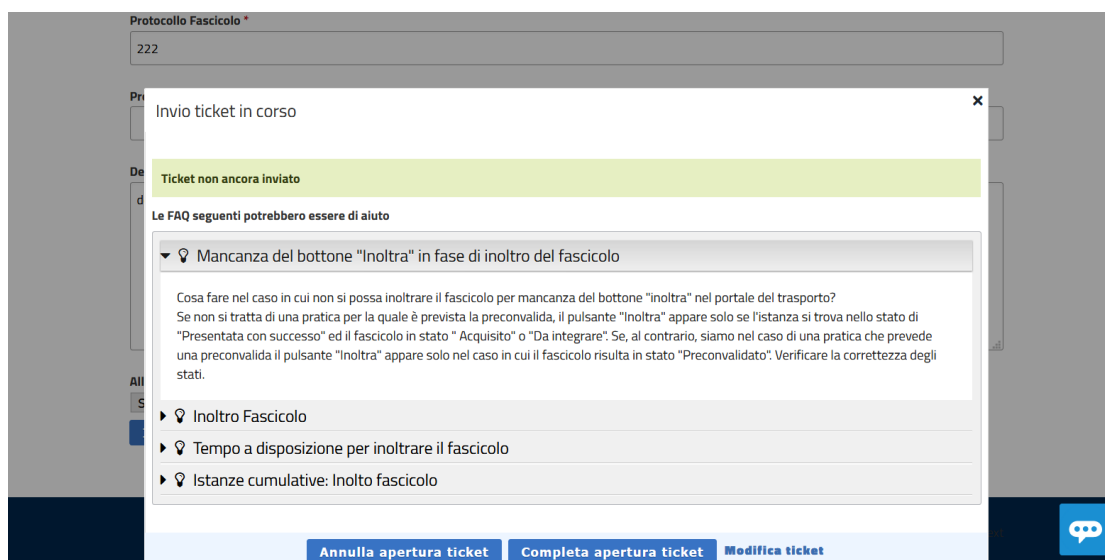 Protocollo Fascicolo *
222
Pr
Invio ticket in corso
De
Ticket non ancora inviato
d
Le FAQ seguenti potrebbero essere di aiuto
Mancanza del bottone "Inoltra" in fase di inoltro del fascicolo
Cosa fare nel caso in cui non si possa inoltrare il fascicolo per mancanza del bottone "inoltra" nel portale del trasporto?
Se non si tratta di una pratica per la quale è prevista la preconvalida, il pulsante "Inoltra" appare solo se l'istanza si trova nello stato di
"Presentata con successo" ed il fascicolo in stato " Acquisito" o "Da integrare". Se, al contrario, siamo nel caso di una pratica che prevede
una preconvalida il pulsante "Inoltra" appare solo nel caso in cui il fascicolo risulta in stato "Preconvalidato". Verificare la correttezza degli
stati.
All
S
Inoltro Fascicolo
Tempo a disposizione per inoltrare il fascicolo
Istanze cumulative: Inolto fascicolo
Annulla apertura ticket Completa apertura ticket Modifica ticket